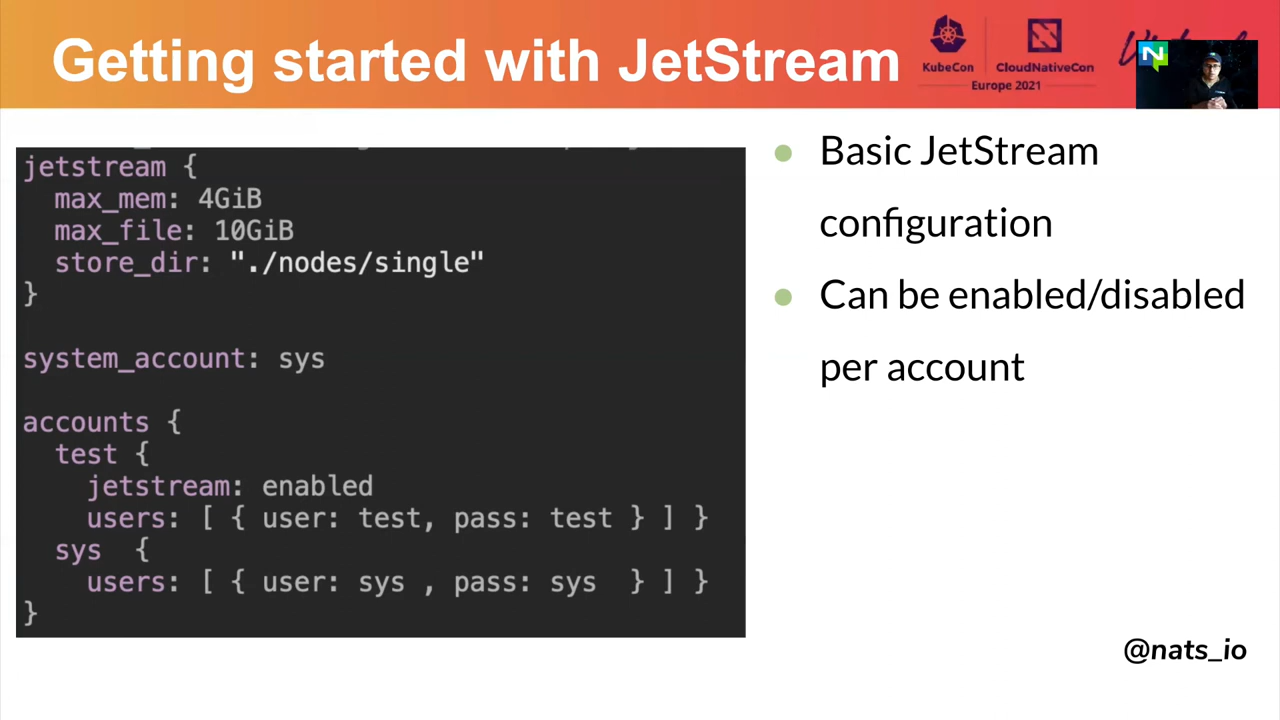 Getting started with JetStream
KubeCon
CloudNativeCon
Europe 2021
Virtual
N
jetstream {
max_mem: 4GiB
max_file: 10GiB
store_dir: "./nodes/single"
}
system_account: sys
accounts {
test {
jetstream: enabled
users: [ { user: test, pass: test } ] }
sys {
users: [ { user: sys , pass: sys } ] }
}
Basic JetStream
configuration
Can be enabled/disabled
per account
@nats_io